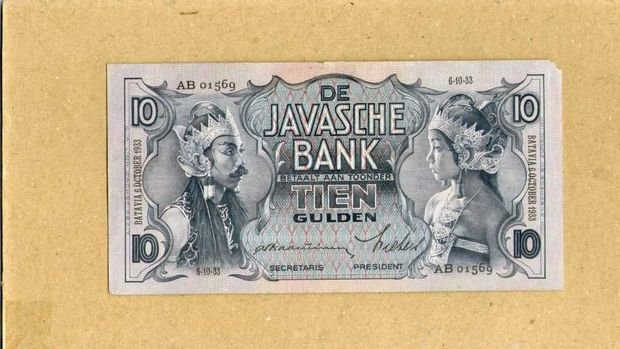 AB 01569
6-10-33
10
10
DE
JAVASCHE
BANK
BETAALT AAN TOONDER
TIEN
GULDEN
BATAVIA 6 OCTOBER 1933
BATAVIA 6 OCTOBER 1933
10
10
SECRETARIS PRESIDENT
6-10-33
AB 01569